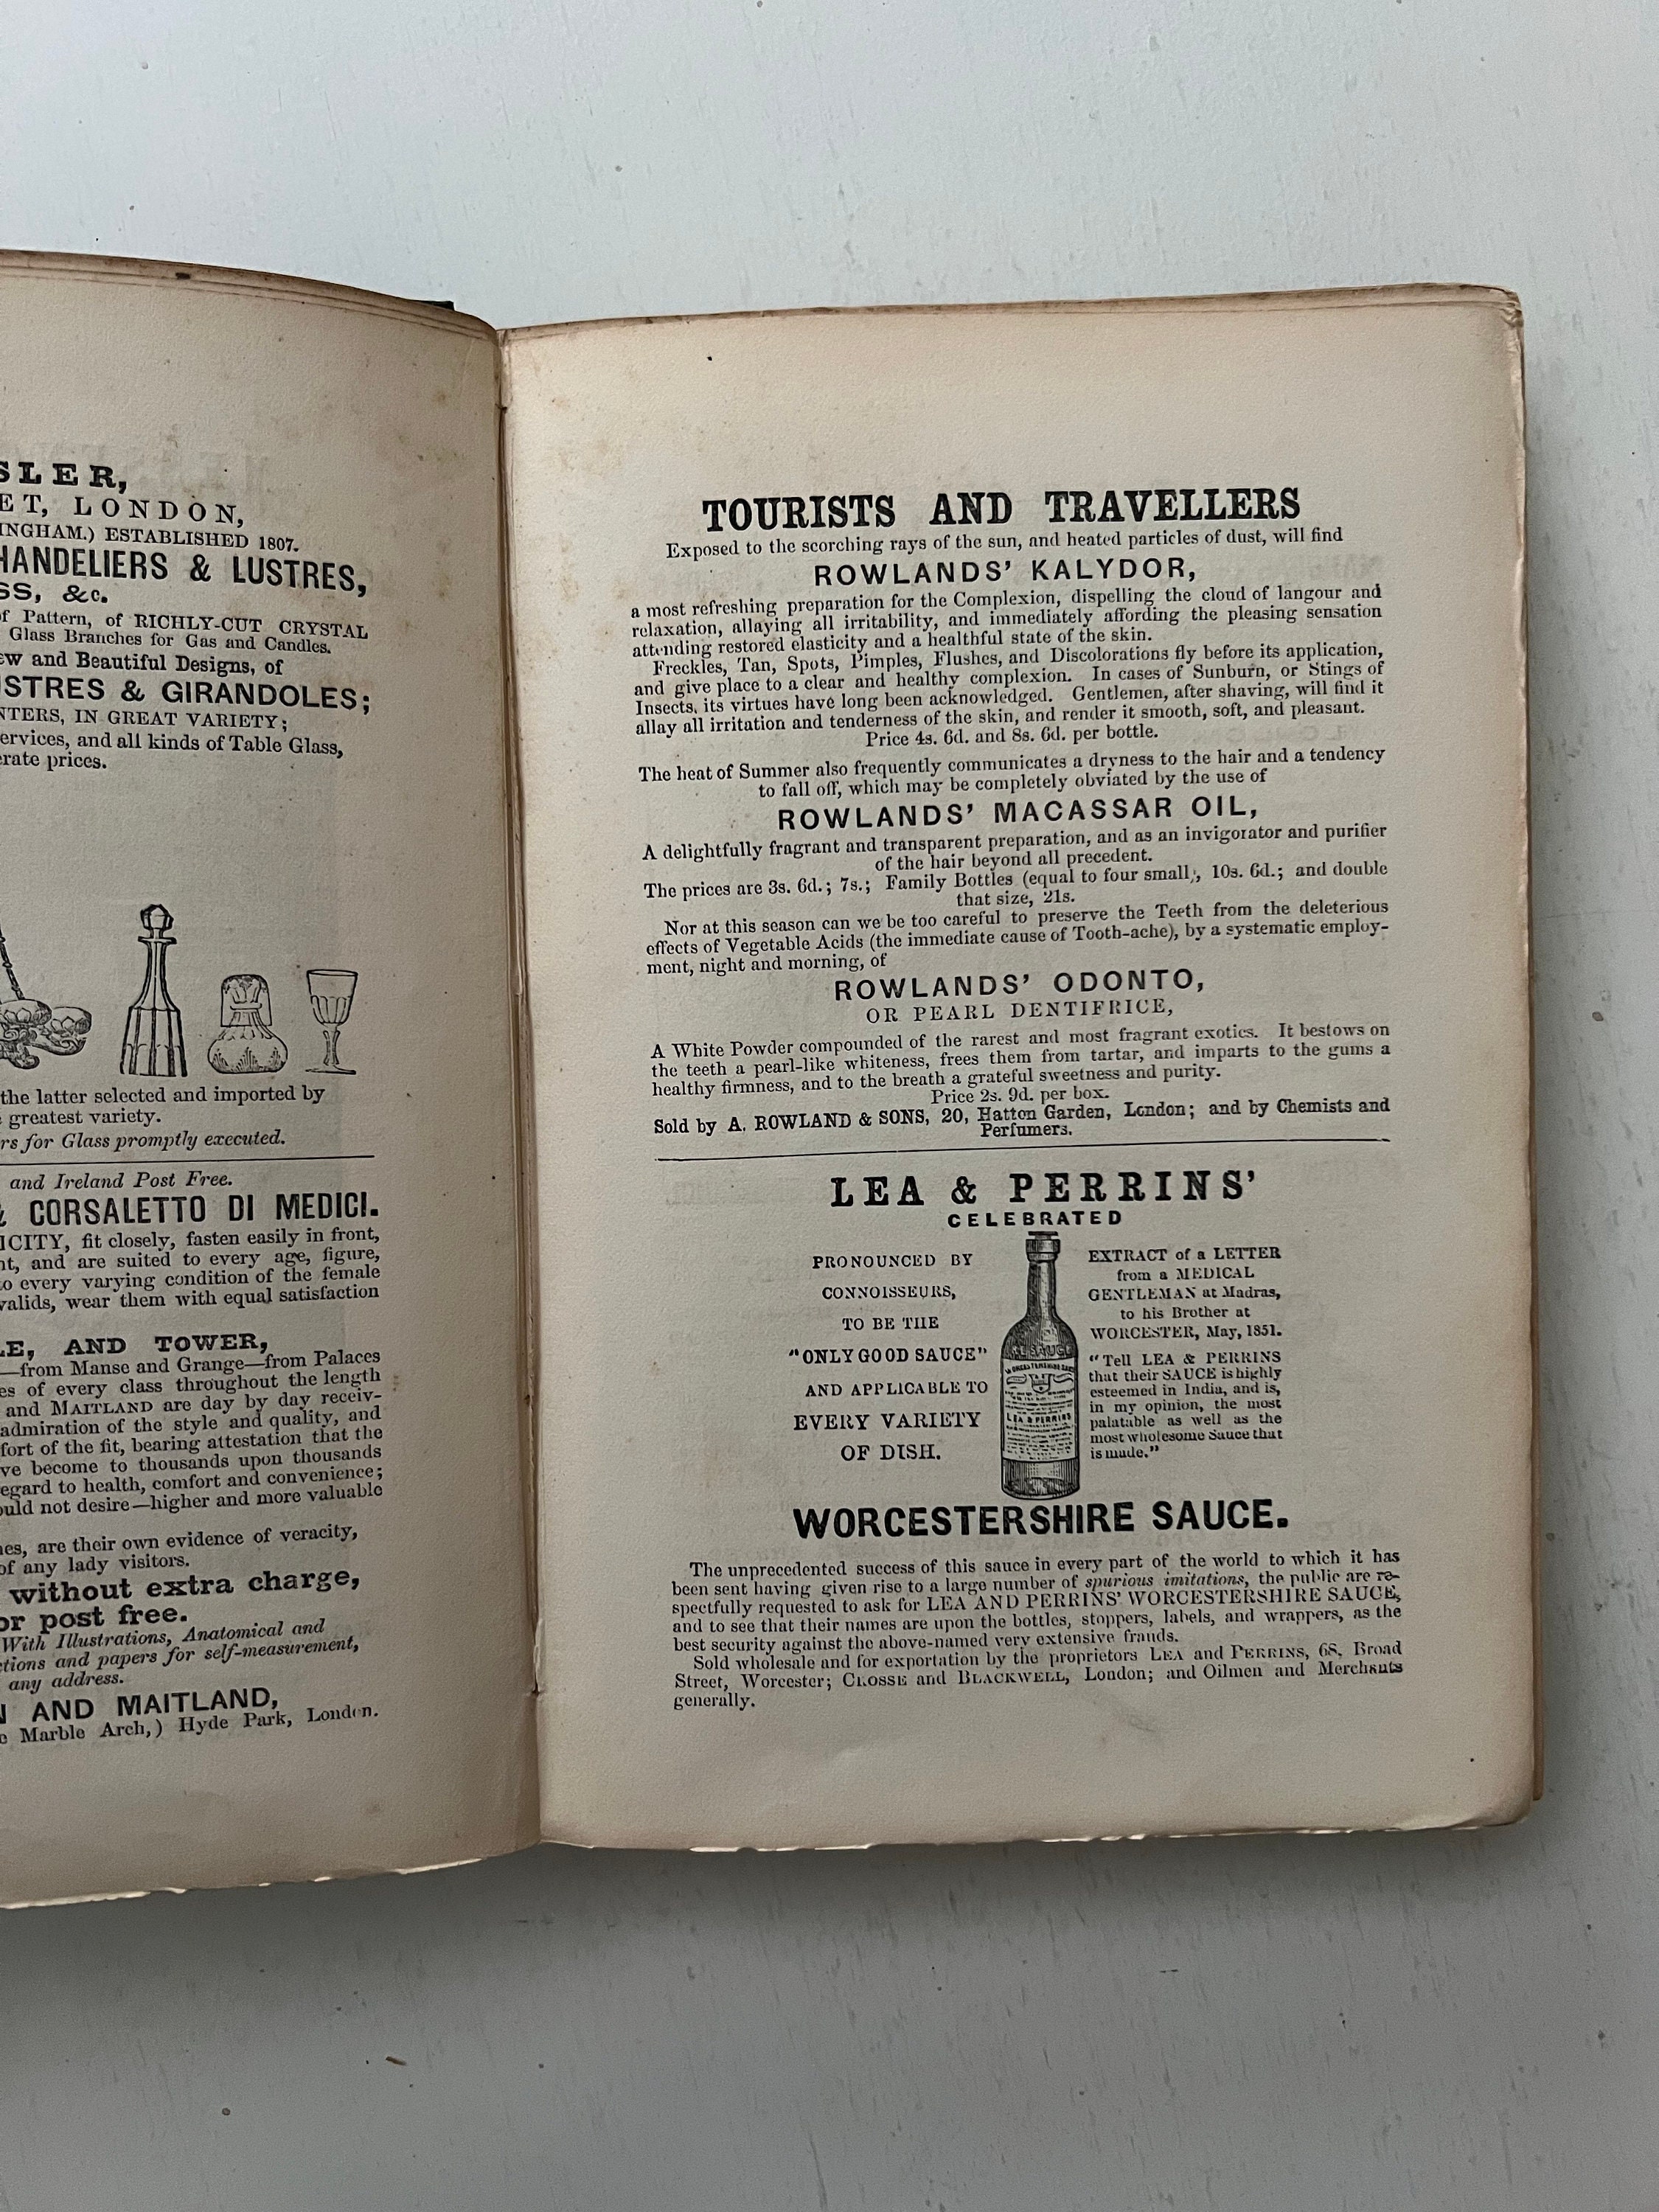 SLER,
ET, LONDON,
INGHAM.) ESTABLISHED 1807.
HANDELIERS & LUSTRES,
SS, &c.
of Pattern, of RICHLY-CUT CRYSTAL
Glass Branches for Gas and Candles.
ew and Beautiful Designs, of
USTRES & GIRANDOLES;
NTERS, IN GREAT VARIETY;
ervices, and all kinds of Table Glass,
erate prices.
the latter selected and imported by
greatest variety.
rs for Glass promptly executed.
and Ireland Post Free.
& CORSALETTO DI MEDICI.
ICITY, fit closely, fasten easily in front,
nt, and are suited to every age, figure,
to every varying condition of the female
valids, wear them with equal satisfaction
LE, AND TOWER,
—from Manse and Grange—from Palaces
es of every class throughout the length
and MAITLAND are day by day receiv-
admiration of the style and quality, and
fort of the fit, bearing attestation that the
ve become to thousands upon thousands
egard to health, comfort and convenience;
ould not desire—higher and more valuable
nes, are their own evidence of veracity,
of any lady visitors.
without extra charge,
or post free.
With Illustrations, Anatomical and
ctions and papers for self-measurement,
any address.
N AND MAITLAND,
e Marble Arch,) Hyde Park, London.
TOURISTS AND TRAVELLERS
Exposed to the scorching rays of the sun, and heated particles of dust, will find
ROWLANDS' KALYDOR,
a most refreshing preparation for the Complexion, dispelling the cloud of langour and
relaxation, allaying all irritability, and immediately affording the pleasing sensation
attending restored elasticity and a healthful state of the skin.
Freckles, Tan, Spots, Pimples, Flushes, and Discolorations fly before its application,
and give place to a clear and healthy complexion. In cases of Sunburn, or Stings of
Insects, its virtues have long been acknowledged. Gentlemen, after shaving, will find it
allay all irritation and tenderness of the skin, and render it smooth, soft, and pleasant.
Price 4s. 6d. and 8s. 6d. per bottle.
The heat of Summer also frequently communicates a dryness to the hair and a tendency
to fall off, which may be completely obviated by the use of
ROWLANDS' MACASSAR OIL,
A delightfully fragrant and transparent preparation, and as an invigorator and purifier
of the hair beyond all precedent.
The prices are 3s. 6d.; 7s.; Family Bottles (equal to four small), 10s. 6d.; and double
that size, 21s.
Nor at this season can we be too careful to preserve the Teeth from the deleterious
effects of Vegetable Acids (the immediate cause of Tooth-ache), by a systematic employ-
ment, night and morning, of
ROWLANDS' ODONTO,
OR PEARL DENTIFRICE,
A White Powder compounded of the rarest and most fragrant exotics. It bestows on
the teeth a pearl-like whiteness, frees them from tartar, and imparts to the gums a
healthy firmness, and to the breath a grateful sweetness and purity.
Price 2s. 9d. per box.
Sold by A. ROWLAND & SONS, 20, Hatton Garden, London; and by Chemists and
Perfumers.
LEA & PERRINS'
CELEBRATED
PRONOUNCED BY
CONNOISSEURS,
TO BE THE
"ONLY GOOD SAUCE"
AND APPLICABLE TO
EVERY VARIETY
OF DISH.
LEA & PERRINS
EXTRACT of a LETTER
from a MEDICAL
GENTLEMAN at Madras,
to his Brother at
WORCESTER, May, 1851.
"Tell LEA & PERRINS
that their SAUCE is highly
esteemed in India, and is,
in my opinion, the most
palatable as well as the
most wholesome Sauce that
is made."
WORCESTERSHIRE SAUCE.
The unprecedented success of this sauce in every part of the world to which it has
been sent having given rise to a large number of spurious imitations, the public are re-
spectfully requested to ask for LEA AND PERRINS' WORCESTERSHIRE SAUCE,
and to see that their names are upon the bottles, stoppers, labels, and wrappers, as the
best security against the above-named very extensive frauds.
Sold wholesale and for exportation by the proprietors LEA and PERRINS, 68, Broad
Street, Worcester; CROSSE and BLACKWELL, London; and Oilmen and Merchants
generally.